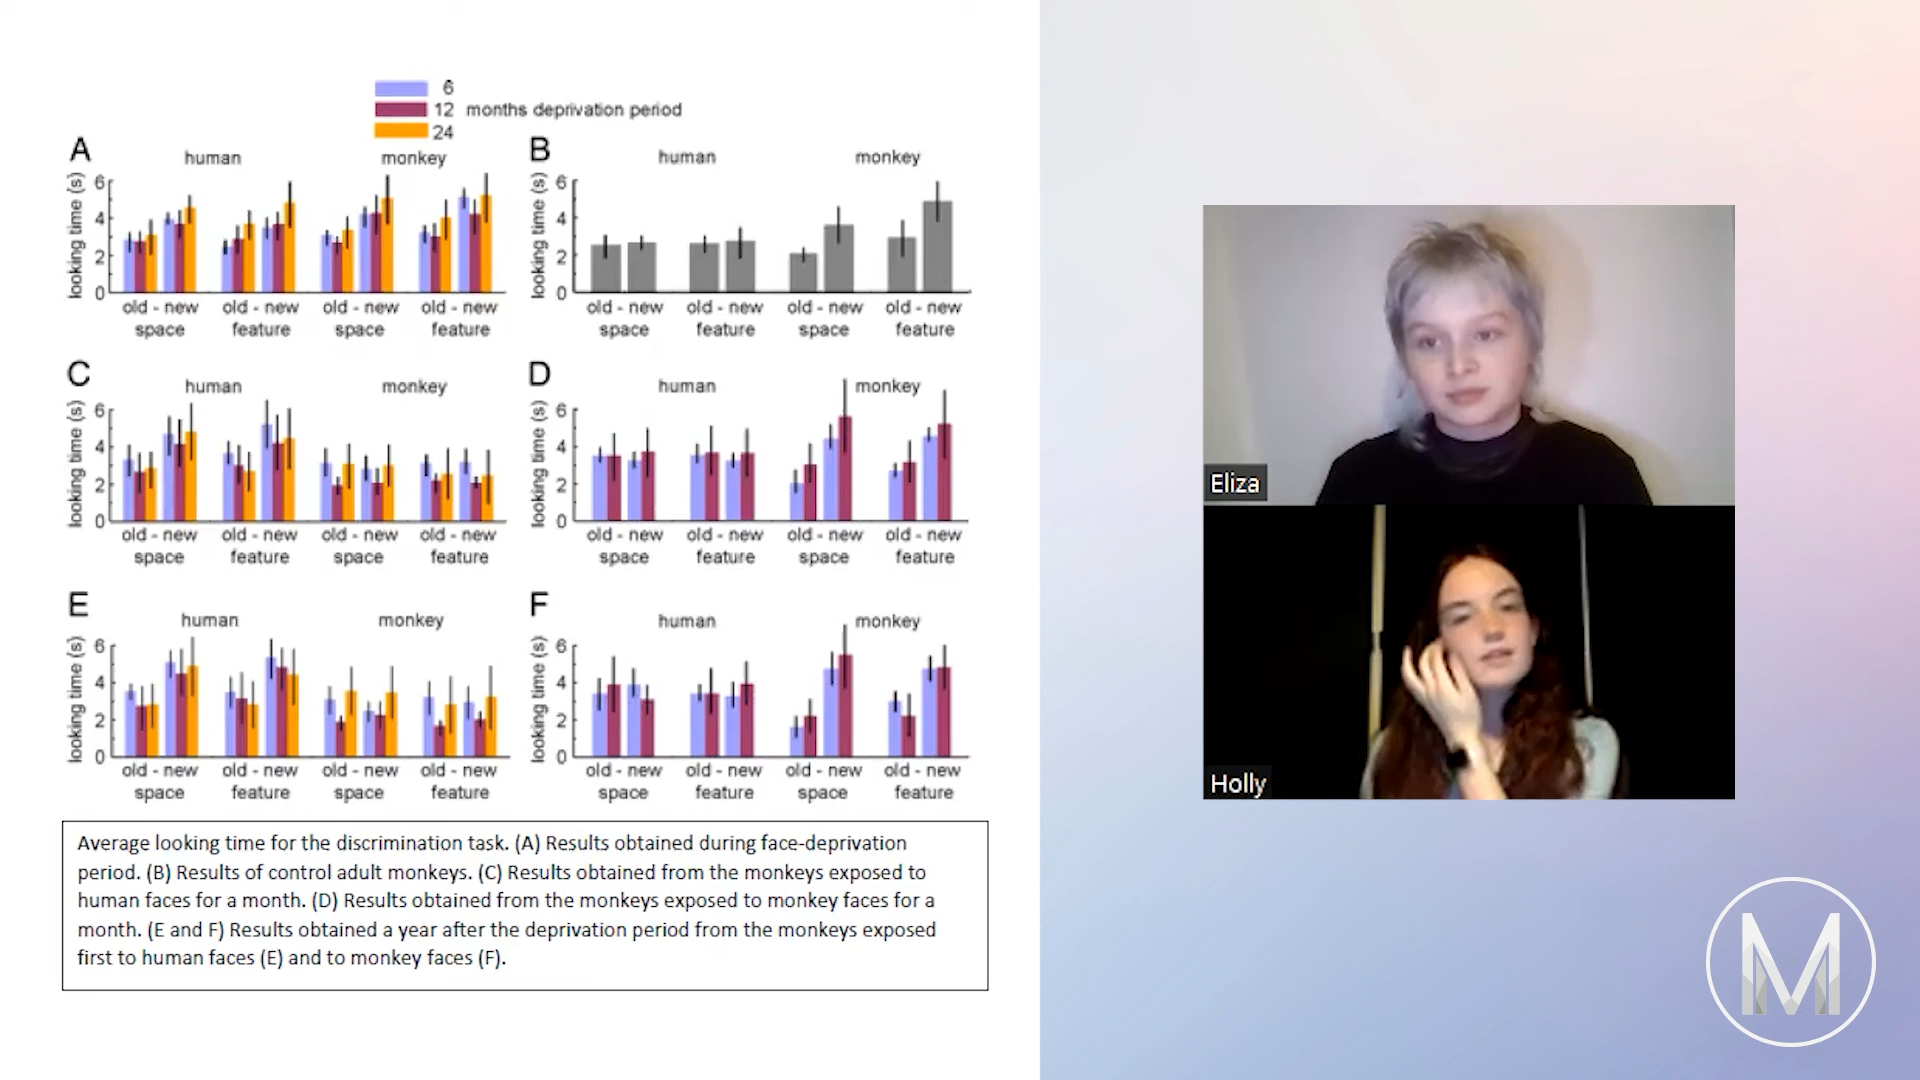 6
12 months deprivation period
24
A
human
monkey
looking time (s)
6
4
2
0
old - new
old - new
old - new
old - new
space
feature
space
feature
B
human
monkey
looking time (s)
6
4
2
0
old - new
old - new
old - new
old - new
space
feature
space
feature
C
human
monkey
looking time (s)
6
4
2
0
old - new
old - new
old - new
old - new
space
feature
space
feature
D
human
monkey
looking time (s)
6
4
2
0
old - new
old - new
old - new
old - new
space
feature
space
feature
E
human
monkey
looking time (s)
6
4
2
0
old - new
old - new
old - new
old - new
space
feature
space
feature
F
human
monkey
looking time (s)
6
4
2
0
old - new
old - new
old - new
old - new
space
feature
space
feature
Average looking time for the discrimination task. (A) Results obtained during face-deprivation
period. (B) Results of control adult monkeys. (C) Results obtained from the monkeys exposed to
human faces for a month. (D) Results obtained from the monkeys exposed to monkey faces for a
month. (E and F) Results obtained a year after the deprivation period from the monkeys exposed
first to human faces (E) and to monkey faces (F).
Eliza
Holly
M